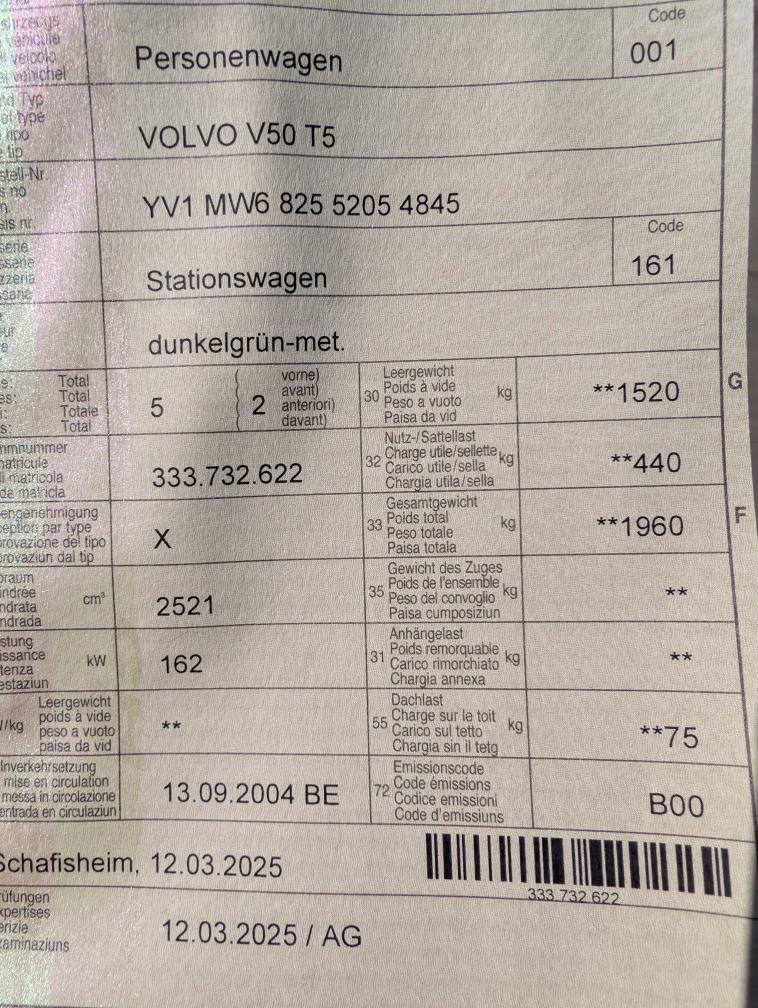 Code
Personenwagen 001
VOLVO V50 T5
YV1 MW6 825 5205 4845
Code
Stationswagen 161
dunkelgrün-met.
Total
Total
Totale
Total
5 2 vorne)
avant)
anteriori)
davant)
30 Leergewicht
Poids à vide
Peso a vuoto
Paisa da vid
kg **1520 G
333.732.622
32 Nutz-/Sattellast
Charge utile/sellette
Carico utile/sella
Chargia utila/sella
kg **440
X
33 Gesamtgewicht
Poids total
Peso totale
Paisa totala
kg **1960 F
cm³ 2521
35 Gewicht des Zuges
Poids de l'ensemble
Peso del convoglio
Paisa cumposiziun
kg **
kW 162
31 Anhängelast
Poids remorquable
Carico rimorchiato
Chargia annexa
kg **
/kg Leergewicht
poids à vide
peso a vuoto
paisa da vid
**
55 Dachlast
Charge sur le toit
Carico sul tetto
Chargia sin il tetg
kg **75
Inverkehrsetzung
mise en circulation
messa in circolazione
entrada en circulaziun
13.09.2004 BE
72 Emissionscode
Code émissions
Codice emissioni
Code d'emissiuns
B00
Schafisheim, 12.03.2025
333.732.622
12.03.2025 / AG